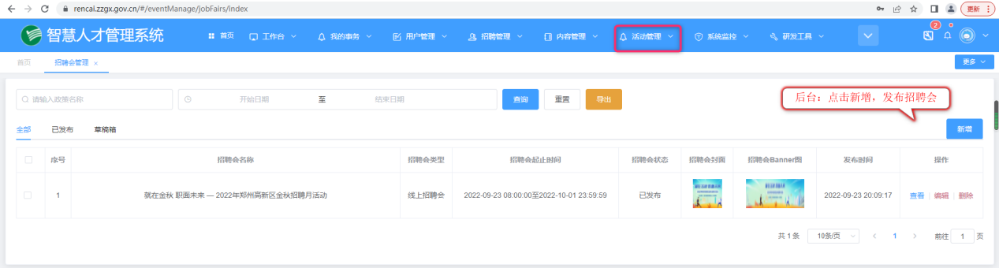 rencai.zzgx.gov.cn/#/eventManage/jobFairs/index
更新
智慧人才管理系统
首页 工作台 我的事务 用户管理 招聘管理 内容管理 活动管理 系统监控 研发工具
2
首页 招聘会管理 ×
更多
请输入政策名称 开始日期 至 结束日期 查询 重置 导出
后台：点击新增，发布招聘会
全部 已发布 草稿箱
新增
序号 招聘会名称 招聘会类型 招聘会起止时间 招聘会状态 招聘会封面 招聘会Banner图 发布时间 操作
1 就在金秋 职面未来 — 2022年郑州高新区金秋招聘月活动 线上招聘会 2022-09-23 08:00:00至2022-10-01 23:59:59 已发布 2022-09-23 20:09:17 查看 编辑 删除
共 1 条 10条/页 < 1 > 前往 1 页